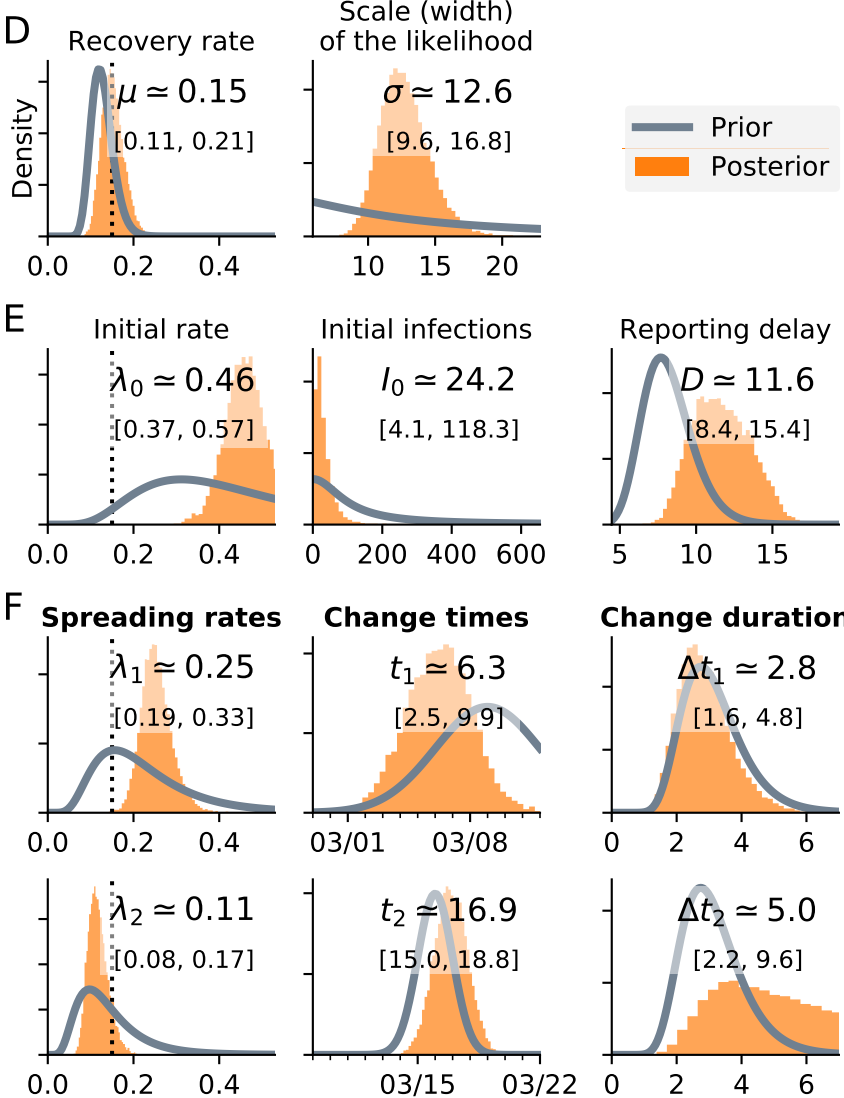 D
Recovery rate
Scale (width)
of the likelihood
Density
μ ≃ 0.15
[0.11, 0.21]
0.0 0.2 0.4
σ ≃ 12.6
[9.6, 16.8]
10 15 20
Prior
Posterior
E
Initial rate
λ0 ≃ 0.46
[0.37, 0.57]
0.0 0.2 0.4
Initial infections
I0 ≃ 24.2
[4.1, 118.3]
0 200 400 600
Reporting delay
D ≃ 11.6
[8.4, 15.4]
5 10 15
F
Spreading rates
λ1 ≃ 0.25
[0.19, 0.33]
0.0 0.2 0.4
Change times
t1 ≃ 6.3
[2.5, 9.9]
03/01 03/08
Change duration
Δt1 ≃ 2.8
[1.6, 4.8]
0 2 4 6
λ2 ≃ 0.11
[0.08, 0.17]
0.0 0.2 0.4
t2 ≃ 16.9
[15.0, 18.8]
03/15 03/22
Δt2 ≃ 5.0
[2.2, 9.6]
0 2 4 6